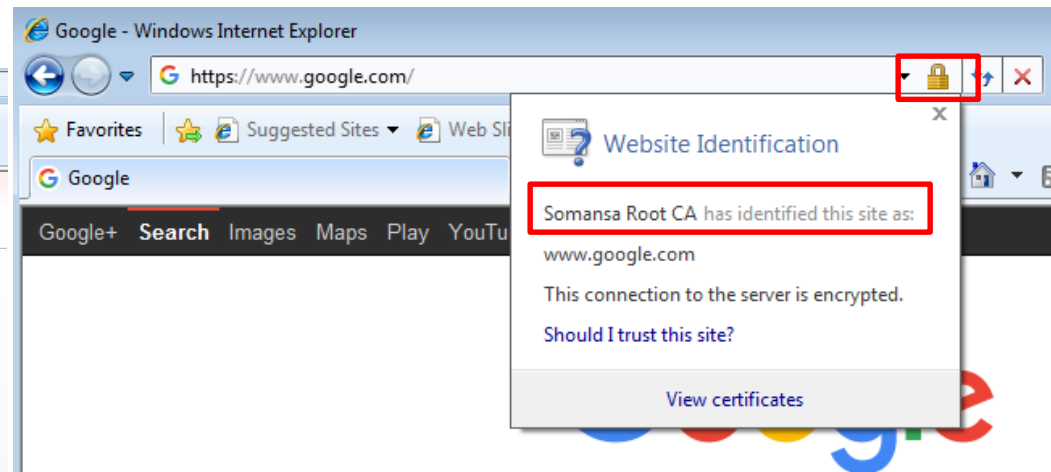 Google - Windows Internet Explorer
G https://www.google.com/
Favorites Suggested Sites Web Sli
G Google
Google+ Search Images Maps Play YouTu
Website Identification
Somansa Root CA has identified this site as:
www.google.com
This connection to the server is encrypted.
Should I trust this site?
View certificates